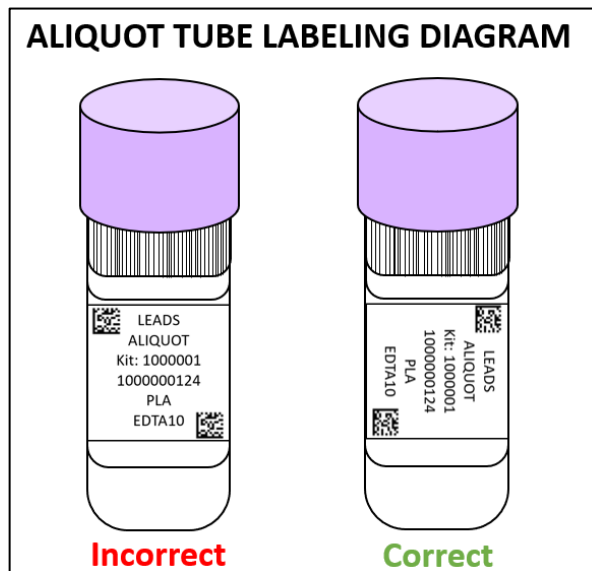 ALIQUOT TUBE LABELING DIAGRAM
LEADS
ALIQUOT
Kit: 1000001
1000000124
PLA
EDTA10
Incorrect
LEADS
ALIQUOT
Kit: 1000001
1000000124
PLA
EDTA10
Correct